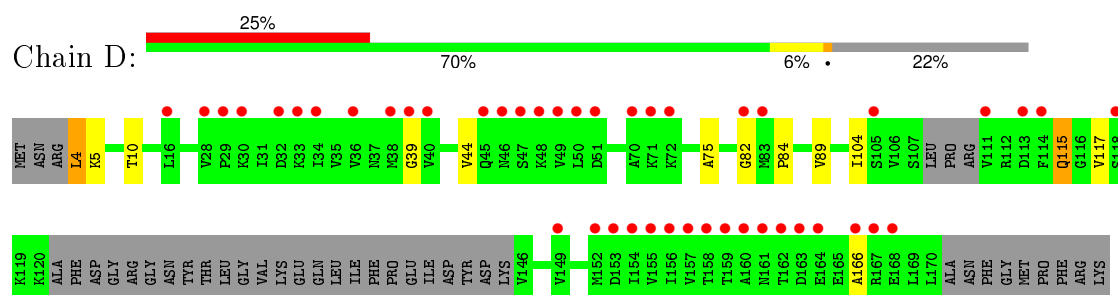 25%
Chain D:
70% 6% • 22%
MET ASN ARG L4 K5 T10 L16 V28 P29 K30 I31 D32 K33 I34 V35 V36 N37 M38 G39 V40 V44 Q45 N46 S47 K48 V49 L50 D51 A70 K71 K72 A75 G82 M83 P84 V89 I104 S105 V106 S107 LEU PRO ARG V111 R112 D113 F114 Q115 G116 V117 S118
K119 K120 ALA PHE ASP GLY ARG GLY ASN TYR THR LEU GLY VAL LYS GLU GLN LEU ILE PHE PRO GLU ILE ASP TYR ASP LYS V146 V149 M152 D153 I154 V155 I156 V157 T158 T159 A160 N161 T162 D163 E164 E165 A166 R167 E168 L169 L170 ALA ASN PHE GLY MET PRO PHE ARG LYS